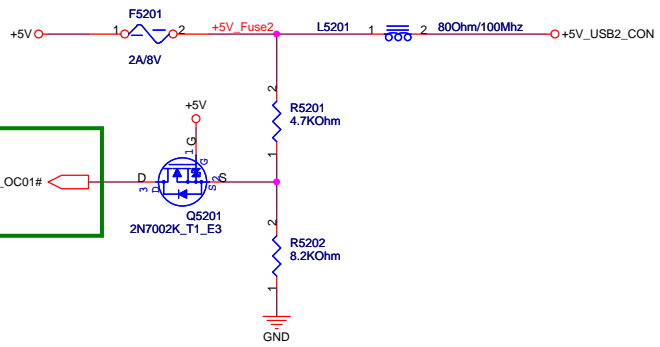 F5201
+5V 1 2 +5V_Fuse2 L5201 1 2 80Ohm/100Mhz +5V_USB2_CON
2A/8V
2
R5201
4.7KOhm
1
+5V
G
1
G
_OC01# D 3 D S 2 S
Q5201
2N7002K_T1_E3
2
R5202
8.2KOhm
1
GND